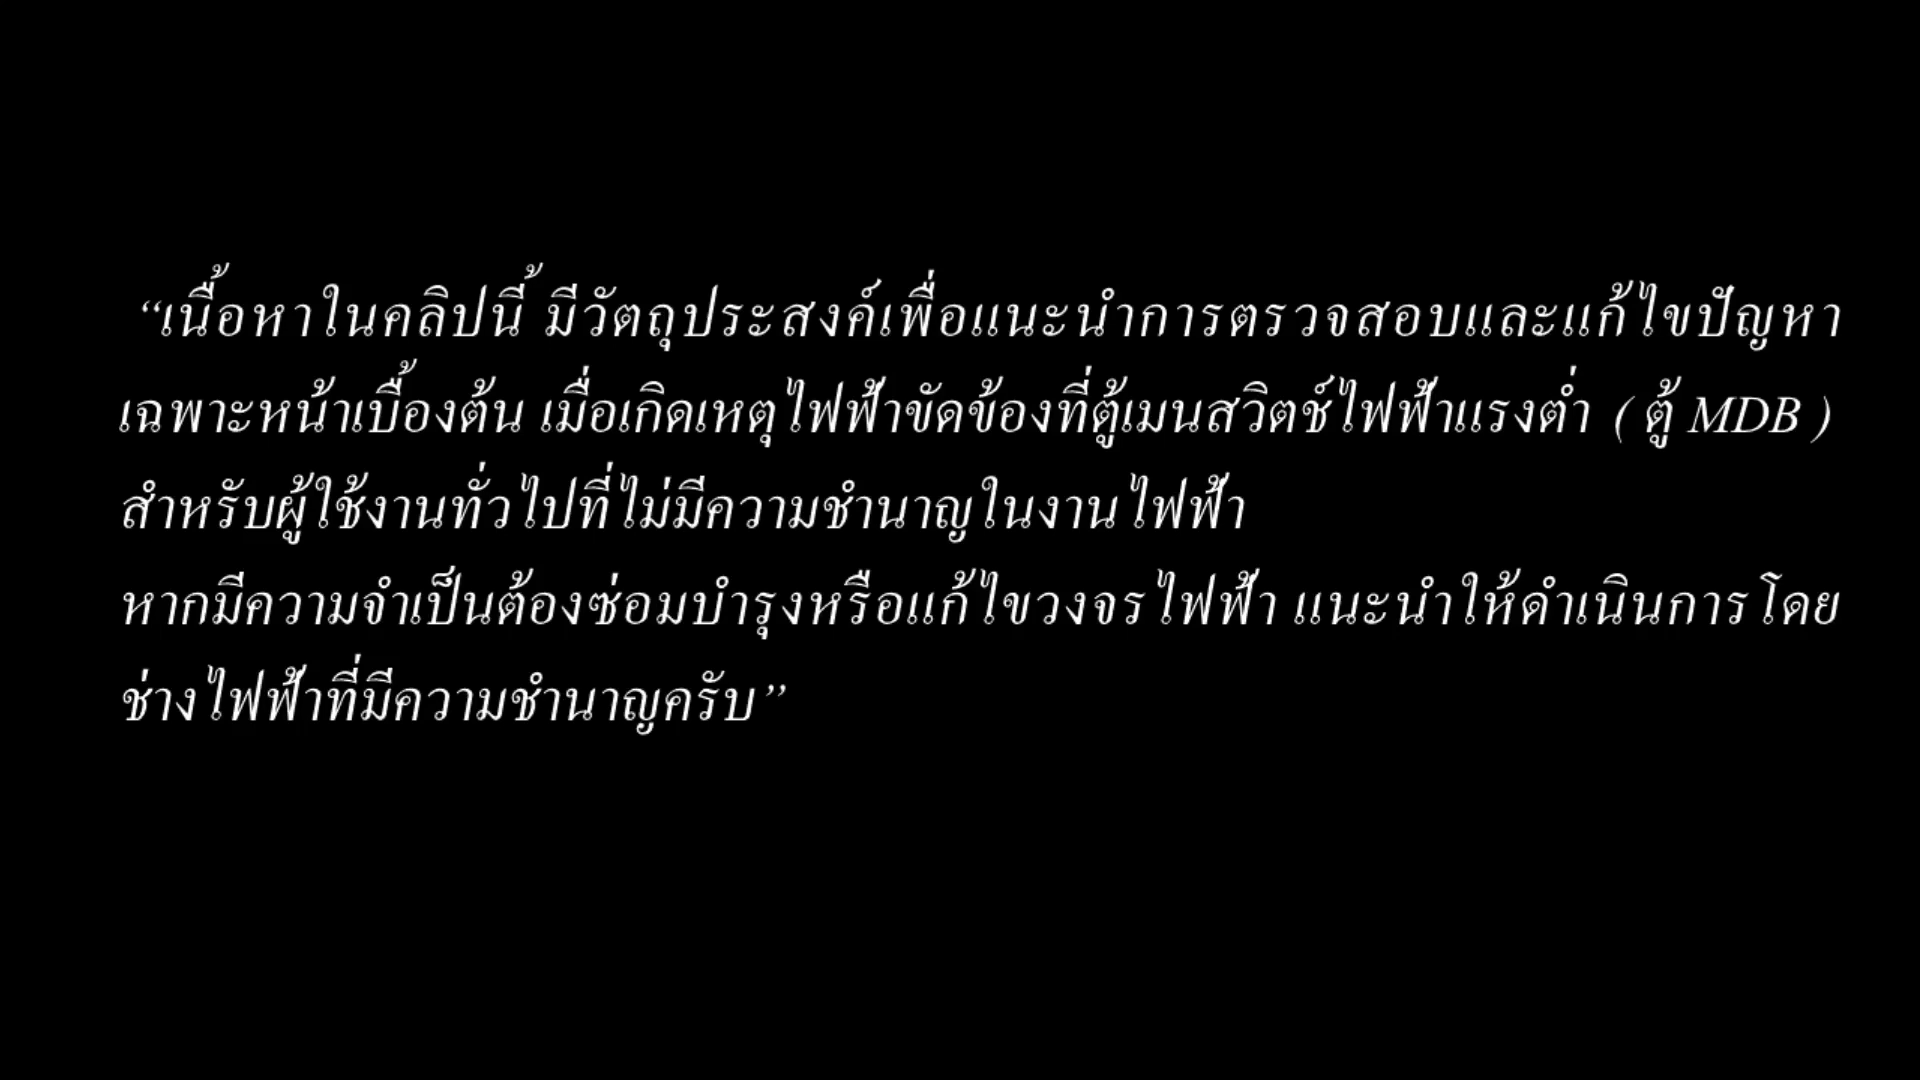 “เนื้อหาในคลิปนี้ มีวัตถุประสงค์เพื่อแนะนำการตรวจสอบและแก้ไขปัญหา
เฉพาะหน้าเบื้องต้น เมื่อเกิดเหตุไฟฟ้าขัดข้องที่ตู้เมนสวิตช์ไฟฟ้าแรงต่ำ ( ตู้ MDB )
สำหรับผู้ใช้งานทั่วไปที่ไม่มีความชำนาญในงานไฟฟ้า
หากมีความจำเป็นต้องซ่อมบำรุงหรือแก้ไขวงจรไฟฟ้า แนะนำให้ดำเนินการโดย
ช่างไฟฟ้าที่มีความชำนาญครับ”